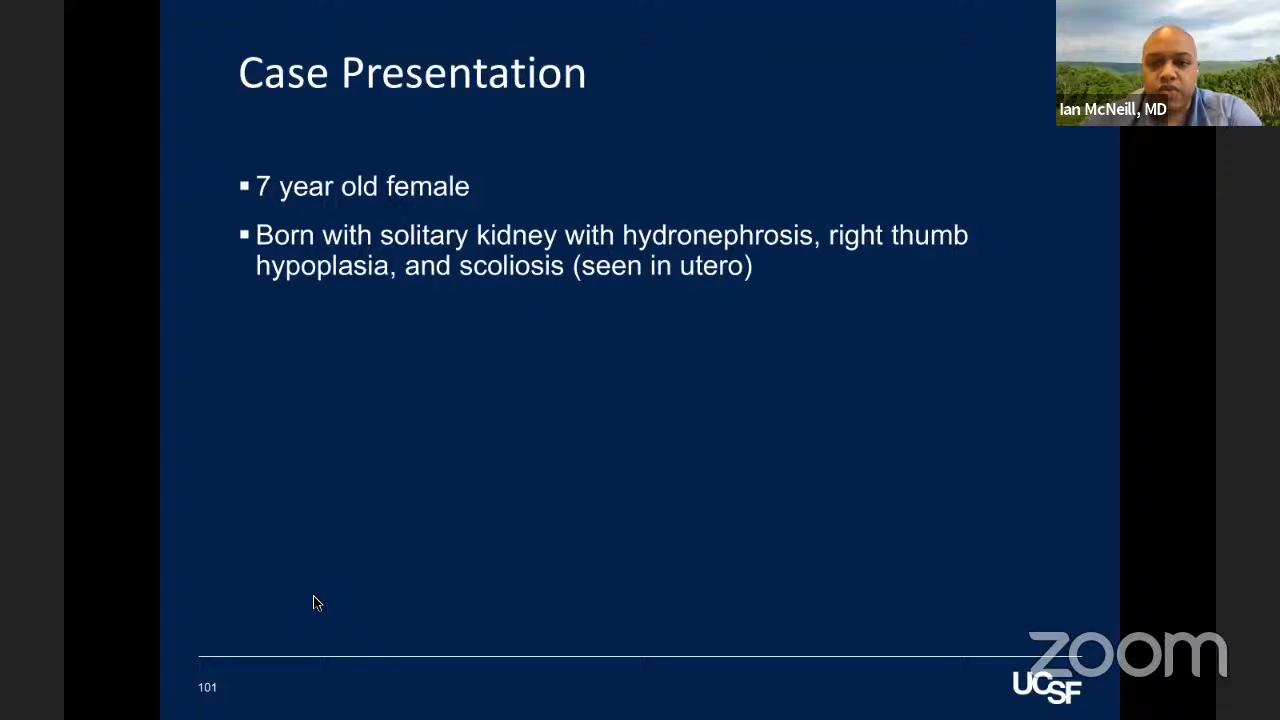 Case Presentation
Ian McNeill, MD
▪ 7 year old female
▪ Born with solitary kidney with hydronephrosis, right thumb
hypoplasia, and scoliosis (seen in utero)
zoom
101
UCSF